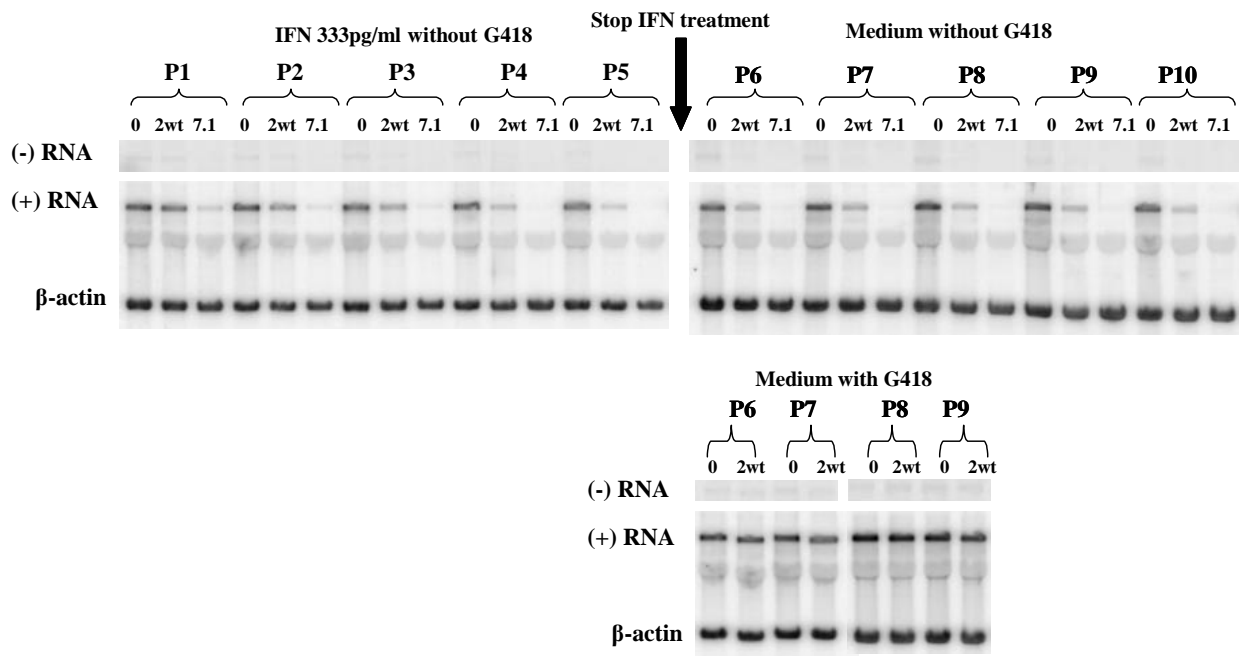 Stop IFN treatment
IFN 333pg/ml without G418
Medium without G418
P1 P2 P3 P4 P5 P6 P7 P8 P9 P10
0 2wt 7.1 0 2wt 7.1 0 2wt 7.1 0 2wt 7.1 0 2wt 7.1 0 2wt 7.1 0 2wt 7.1 0 2wt 7.1 0 2wt 7.1 0 2wt 7.1
(-) RNA
(+) RNA
β-actin
Medium with G418
P6 P7 P8 P9
0 2wt 0 2wt 0 2wt 0 2wt
(-) RNA
(+) RNA
β-actin